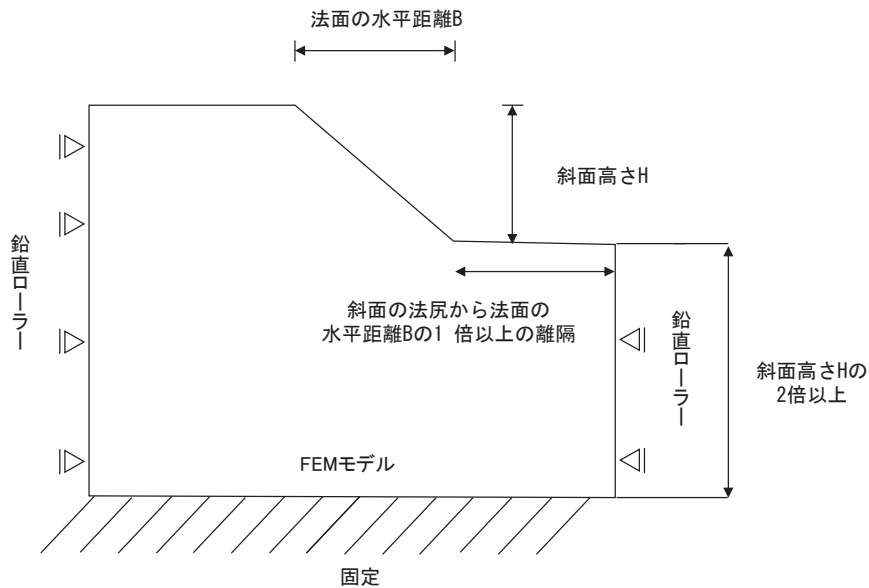 法面の水平距離B
斜面高さH
鉛直ローラー
斜面の法尻から法面の
水平距離Bの1 倍以上の離隔
鉛直ローラー
斜面高さHの
2倍以上
FEMモデル
固定